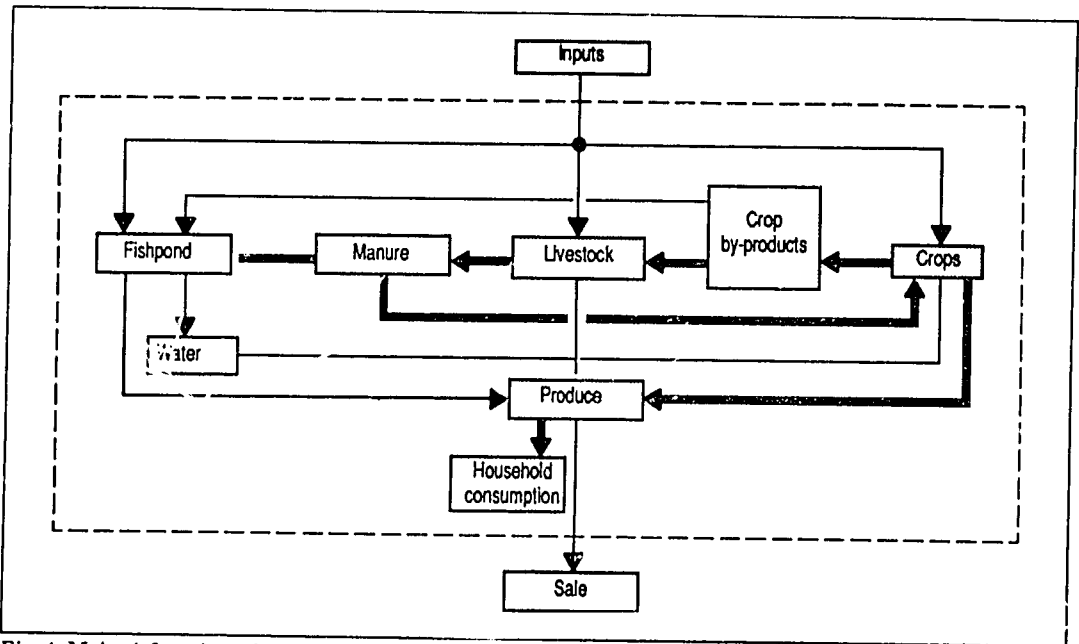 Inputs
Crop
by-products
Fishpond
Manure
Livestock
Crops
Water
Produce
Household
consumption
Sale